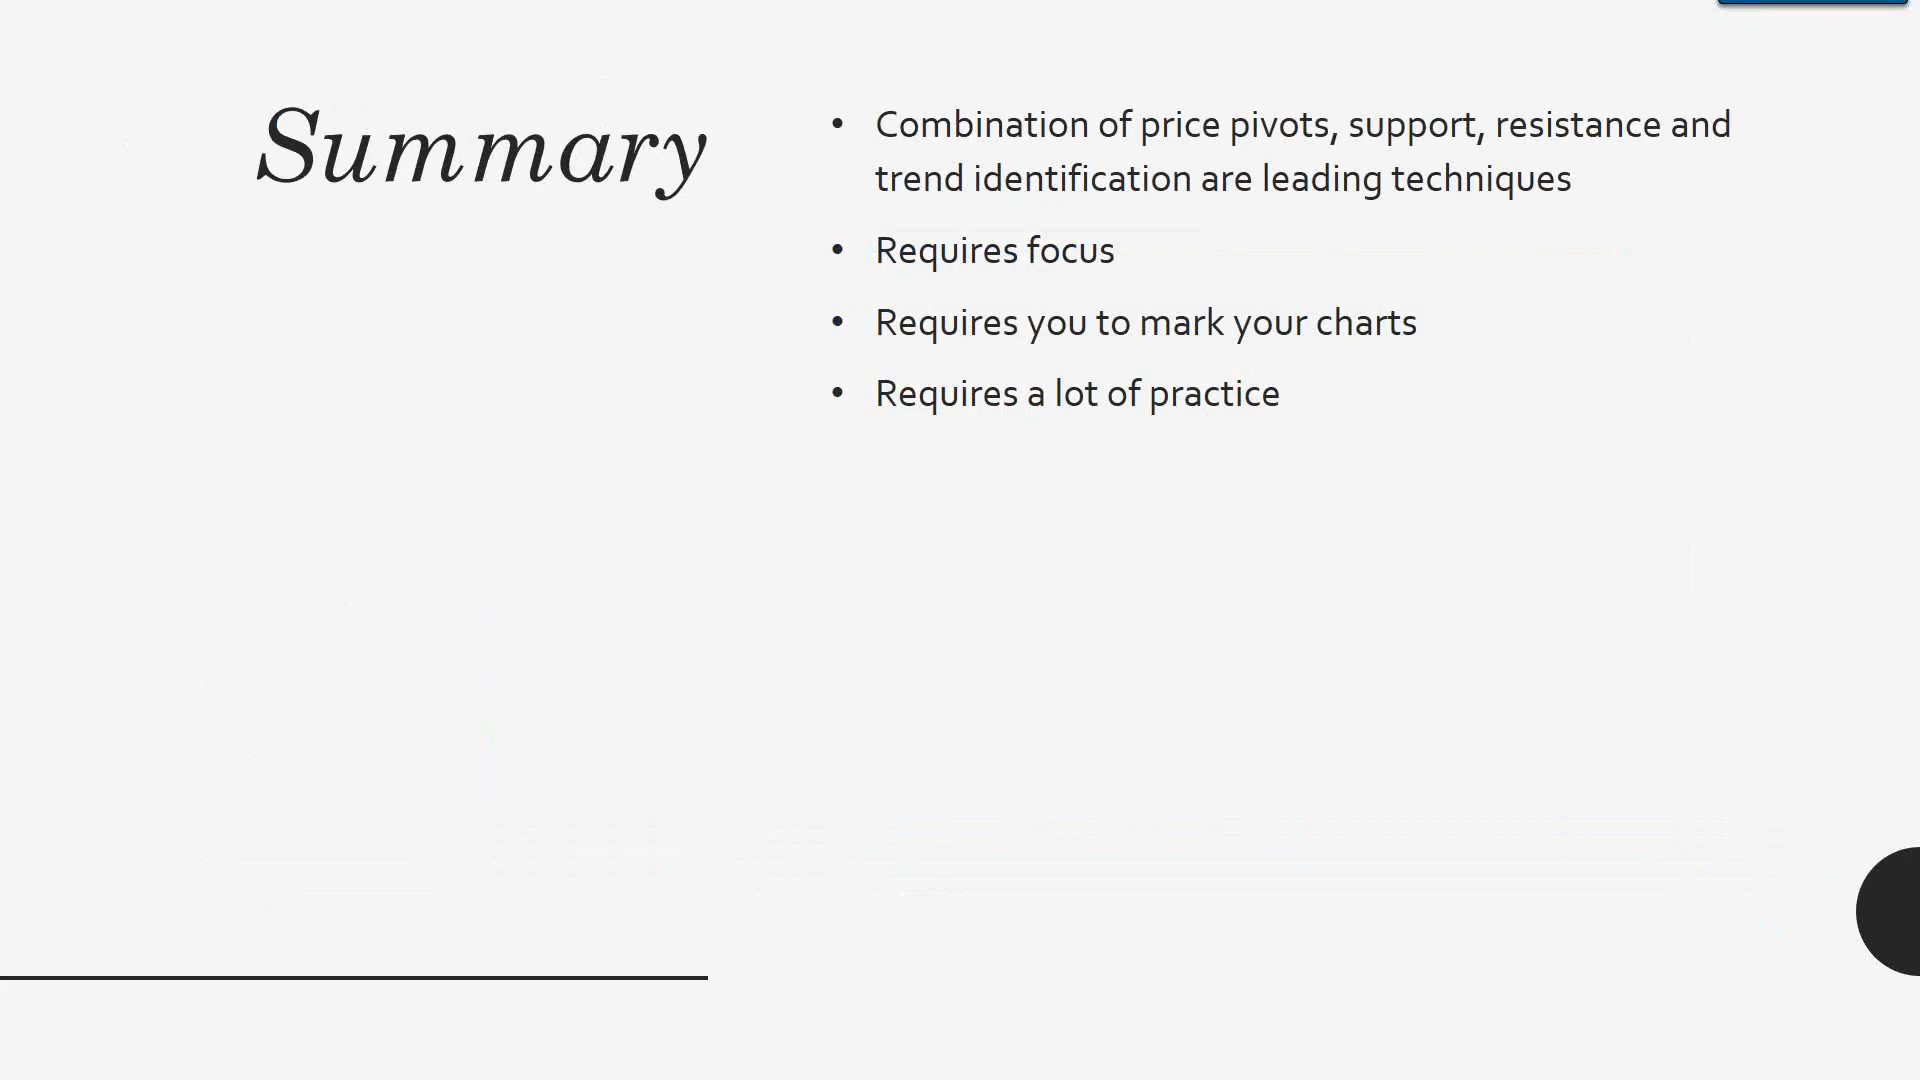 Summary
• Combination of price pivots, support, resistance and
trend identification are leading techniques
• Requires focus
• Requires you to mark your charts
• Requires a lot of practice